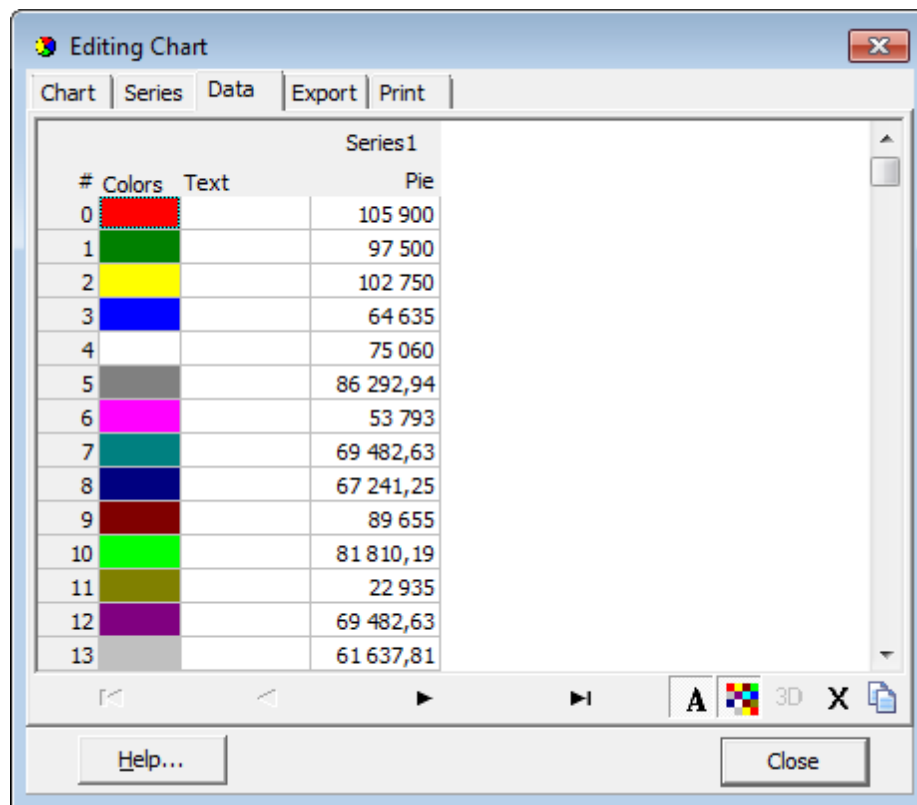 Editing Chart
Chart Series Data Export Print
Series1
# Colors Text Pie
0 105 900
1 97 500
2 102 750
3 64 635
4 75 060
5 86 292,94
6 53 793
7 69 482,63
8 67 241,25
9 89 655
10 81 810,19
11 22 935
12 69 482,63
13 61 637,81
A 3D X
Help... Close